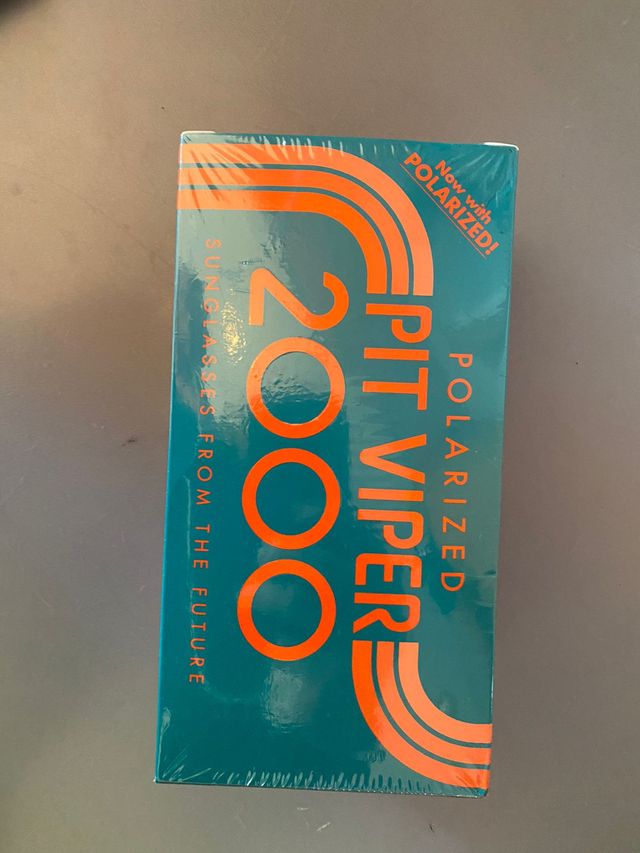 Now with
POLARIZED!
POLARIZED
PIT VIPER
2000
SUNGLASSES FROM THE FUTURE